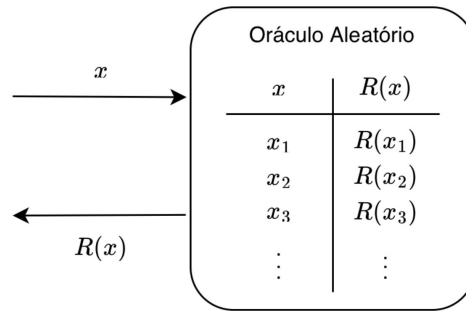 Oráculo Aleatório
x
x R(x)
x₁ R(x₁)
x₂ R(x₂)
x₃ R(x₃)
⋮ ⋮
R(x)